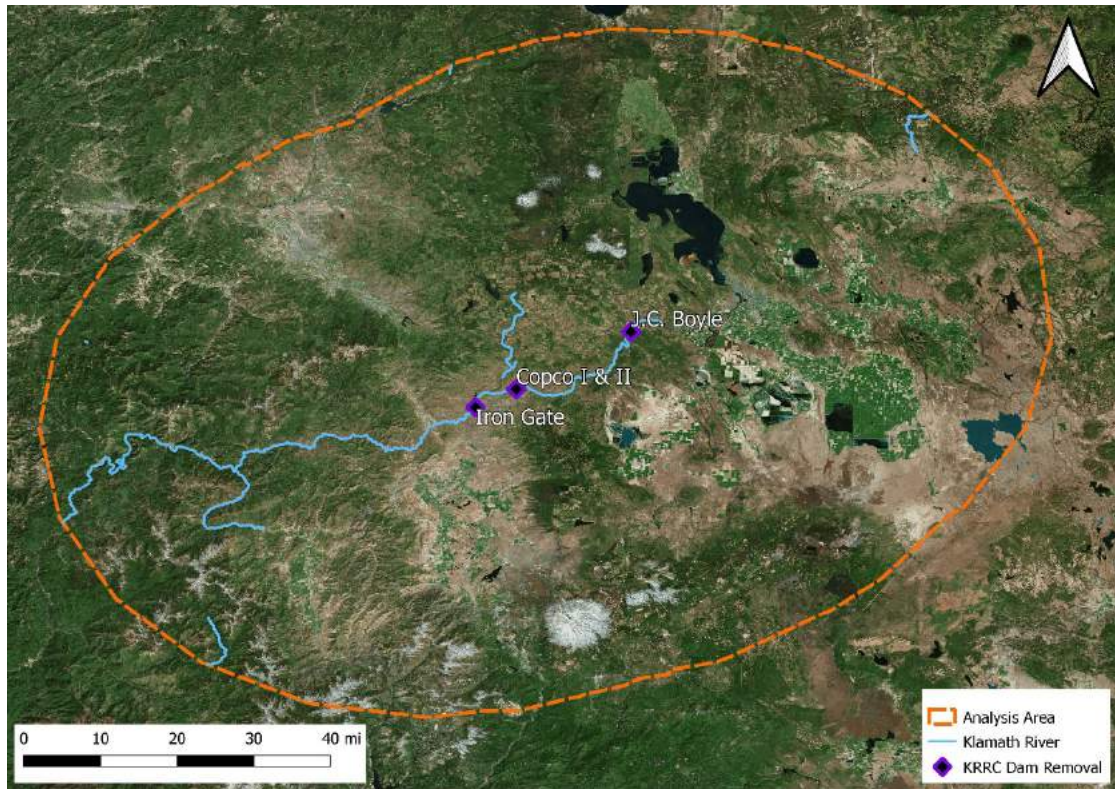 J.C. Boyle
Copco I & II
Iron Gate
0 10 20 30 40 mi
Analysis Area
Klamath River
KRRC Dam Removal